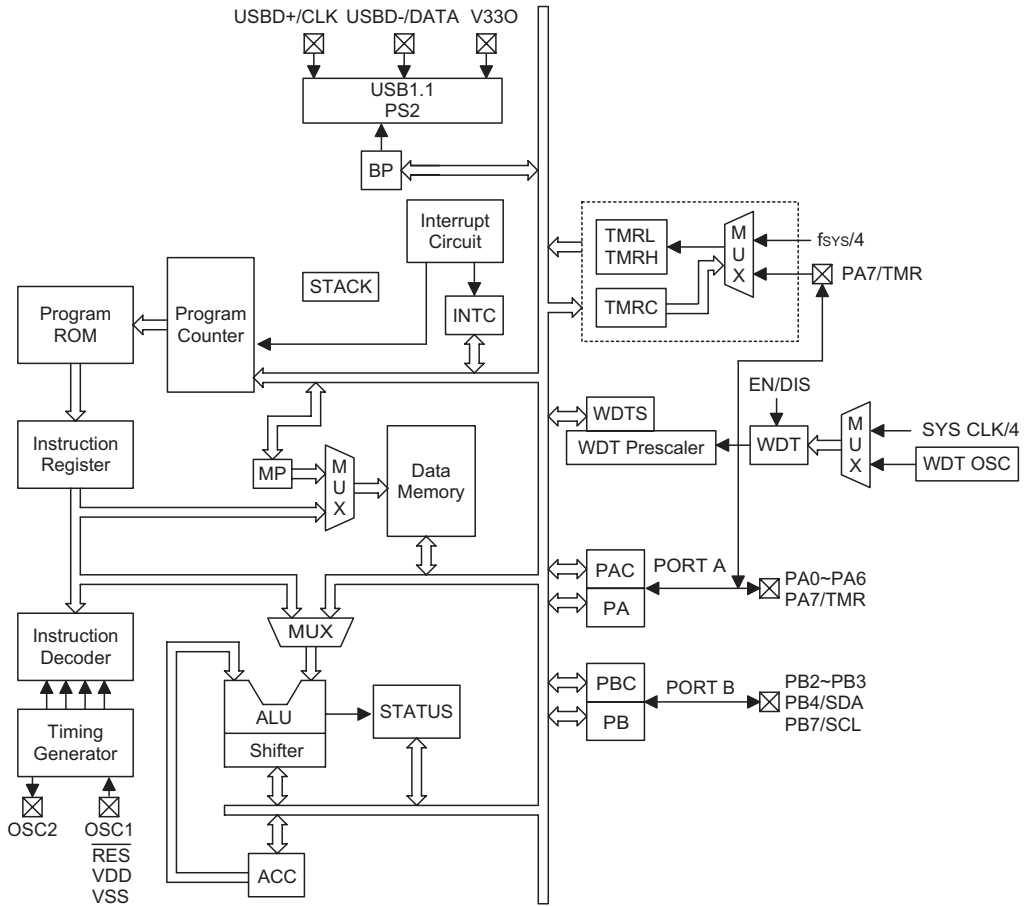 USBD+/CLK USBD-/DATA V33O
USB1.1
PS2
BP
Interrupt
Circuit
STACK
INTC
Program
ROM
Program
Counter
Instruction
Register
MP
MUX
Data
Memory
Instruction
Decoder
MUX
ALU
Shifter
STATUS
Timing
Generator
OSC2
OSC1
RES
VDD
VSS
ACC
TMRL
TMRH
TMRC
MUX
fSYS/4
PA7/TMR
EN/DIS
WDTS
WDT Prescaler
WDT
MUX
SYS CLK/4
WDT OSC
PAC
PA
PORT A
PA0~PA6
PA7/TMR
PBC
PB
PORT B
PB2~PB3
PB4/SDA
PB7/SCL